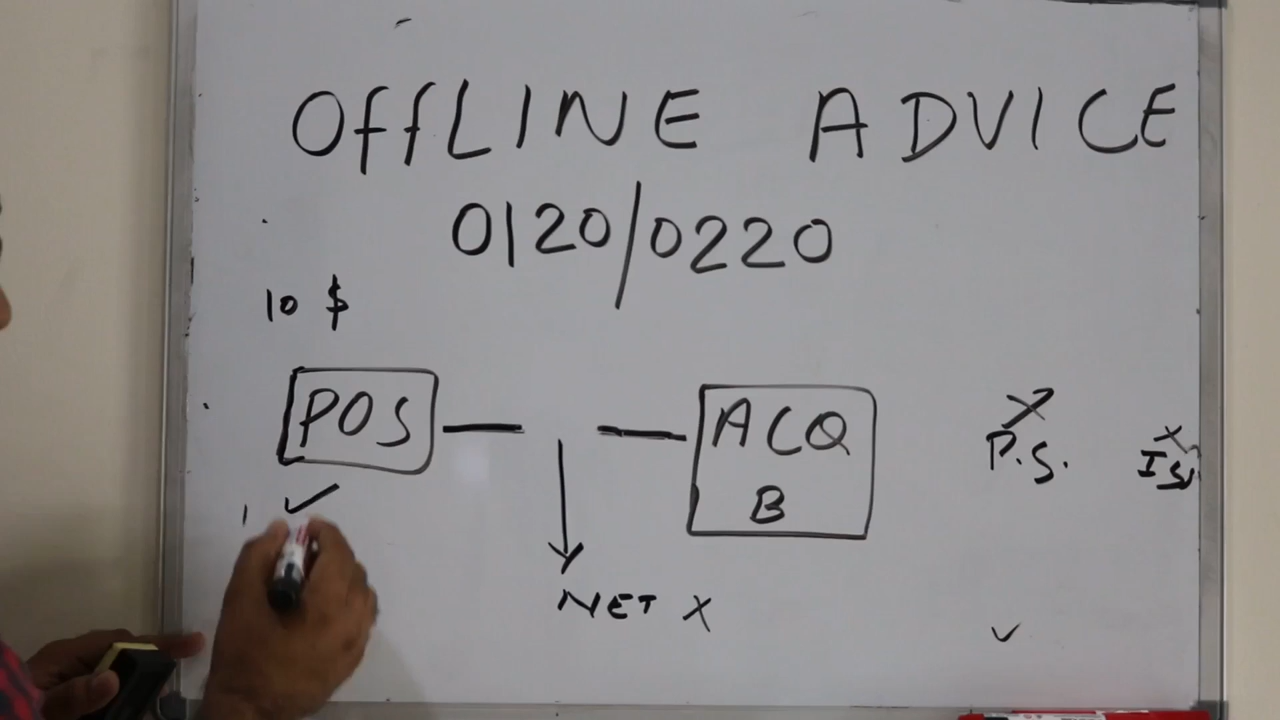 OffLINE ADVICE
0120/0220
10 $
POS
ACQ
B
P.S.
NET X